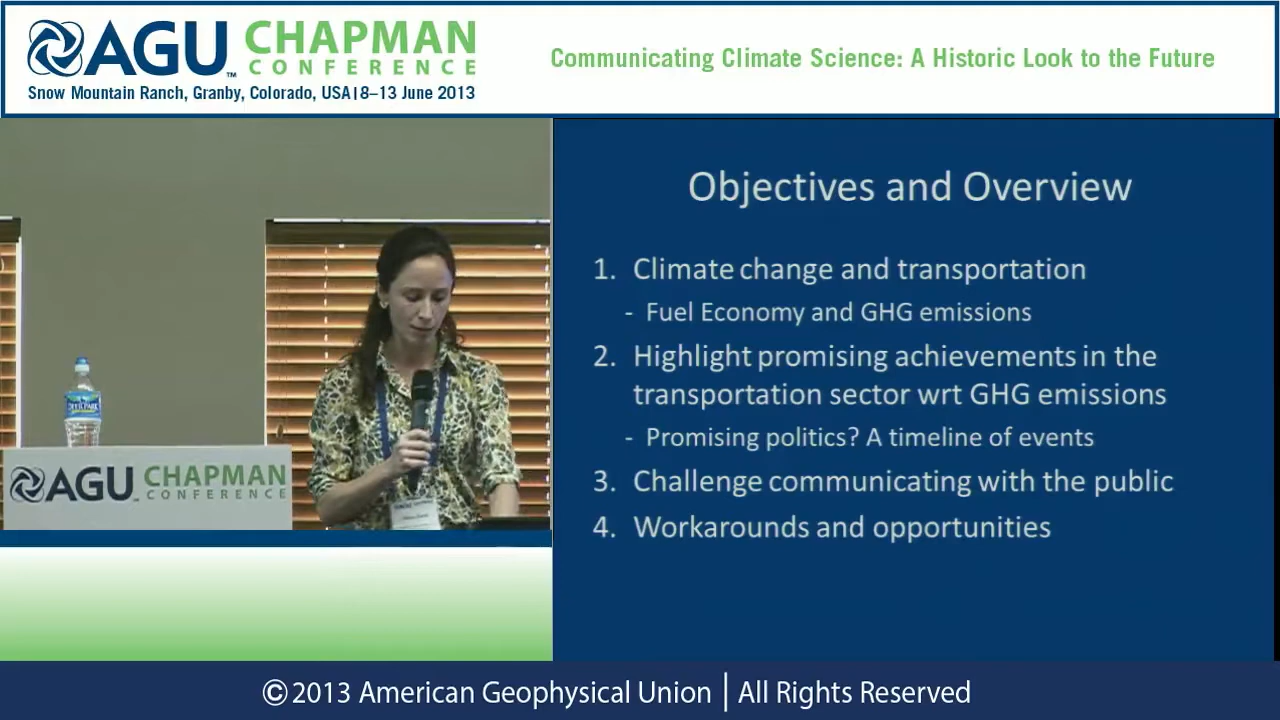 AGU CHAPMAN
CONFERENCE
Snow Mountain Ranch, Granby, Colorado, USA|8–13 June 2013
Communicating Climate Science: A Historic Look to the Future
Objectives and Overview
1. Climate change and transportation
- Fuel Economy and GHG emissions
2. Highlight promising achievements in the
transportation sector wrt GHG emissions
- Promising politics? A timeline of events
3. Challenge communicating with the public
4. Workarounds and opportunities
AGU CHAPMAN
CONFERENCE
©2013 American Geophysical Union | All Rights Reserved